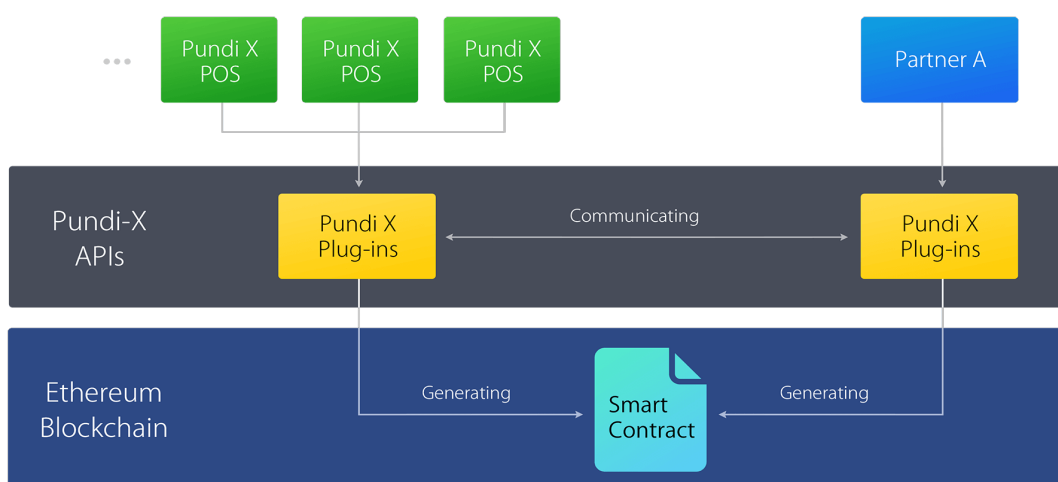 ...
Pundi X
POS
Pundi X
POS
Pundi X
POS
Partner A
Pundi-X
APIs
Pundi X
Plug-ins
Communicating
Pundi X
Plug-ins
Ethereum
Blockchain
Generating
Smart
Contract
Generating